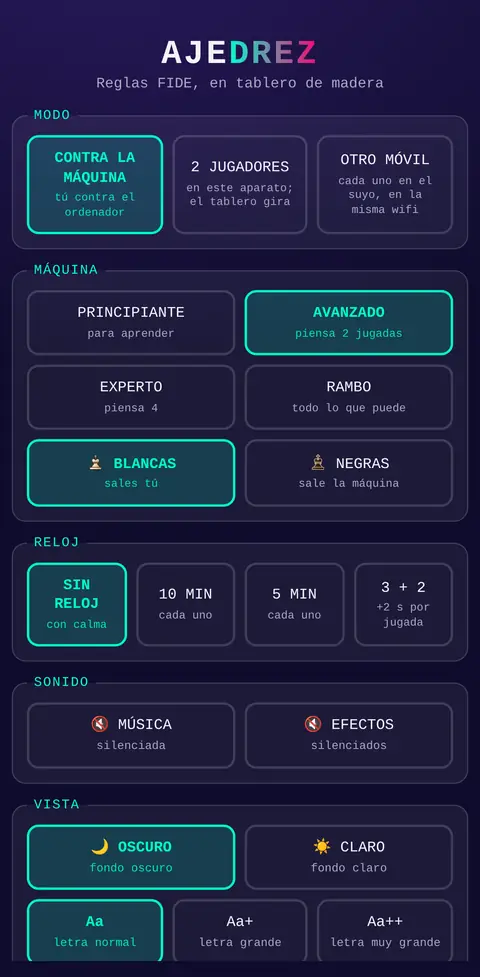 AJEDREZ
Reglas FIDE, en tablero de madera
MODO
CONTRA LA
MÁQUINA
tú contra el
ordenador
2 JUGADORES
en este aparato;
el tablero gira
OTRO MÓVIL
cada uno en el
suyo, en la
misma wifi
MÁQUINA
PRINCIPIANTE
para aprender
AVANZADO
piensa 2 jugadas
EXPERTO
piensa 4
RAMBO
todo lo que puede
BLANCAS
sales tú
NEGRAS
sale la máquina
RELOJ
SIN
RELOJ
con calma
10 MIN
cada uno
5 MIN
cada uno
3 + 2
+2 s por
jugada
SONIDO
MÚSICA
silenciada
EFECTOS
silenciados
VISTA
OSCURO
fondo oscuro
CLARO
fondo claro
Aa
letra normal
Aa+
letra grande
Aa++
letra muy grande